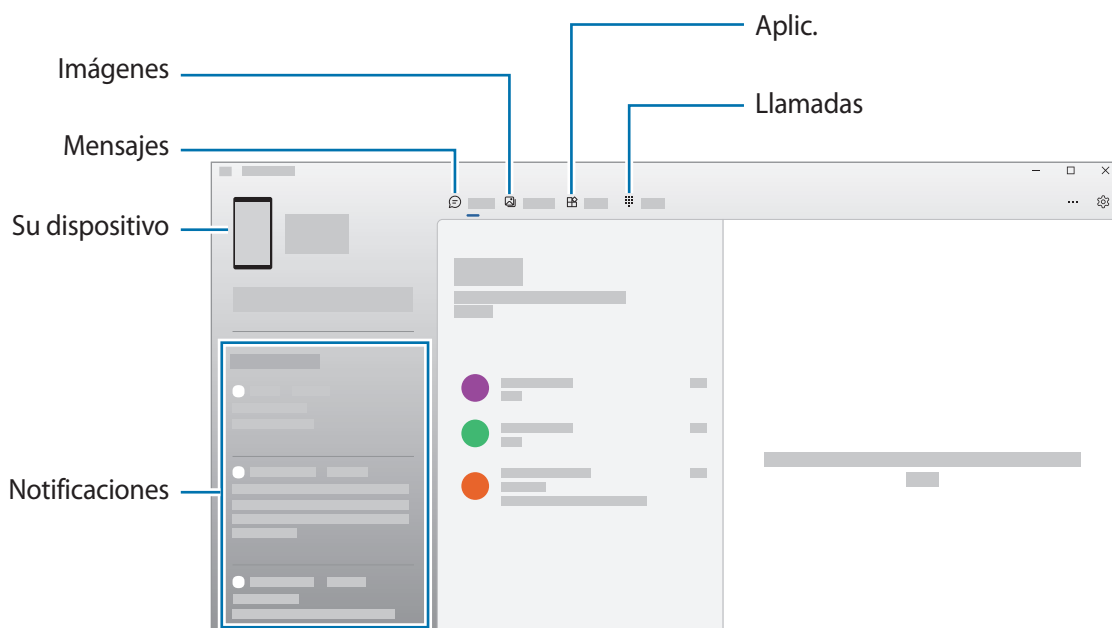 Aplic.
Imágenes
Llamadas
Mensajes
Su dispositivo
Notificaciones